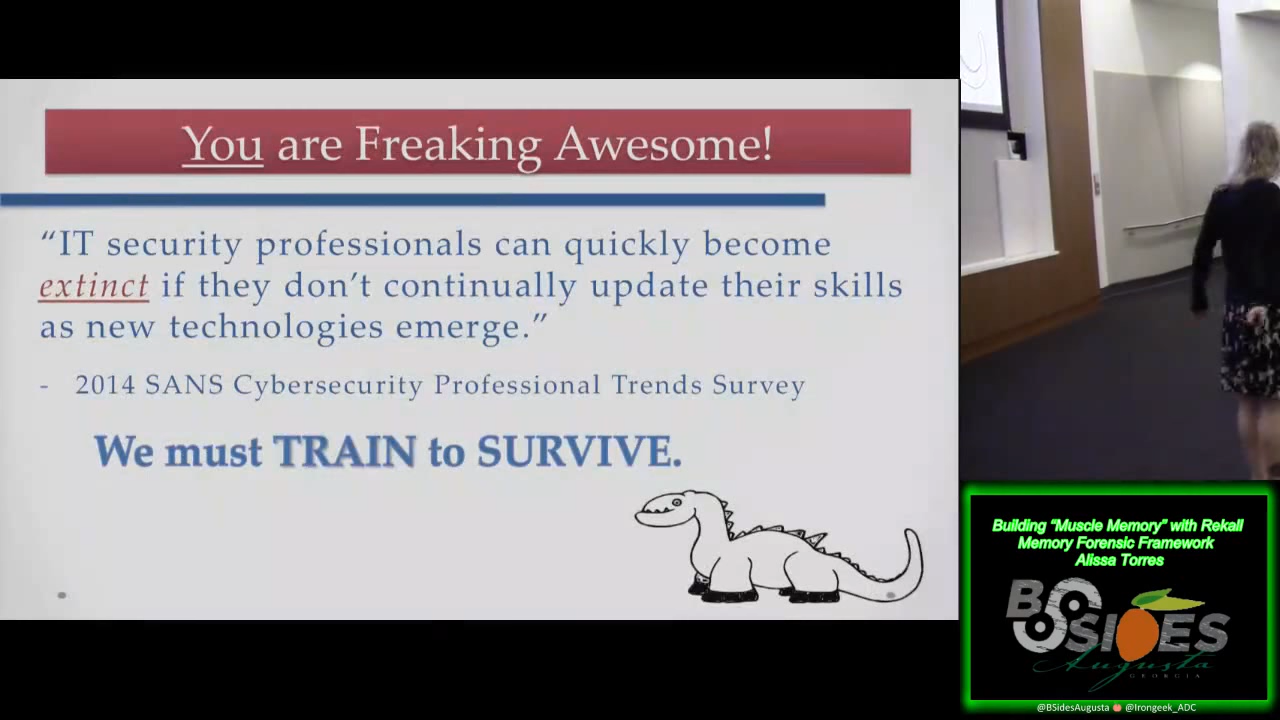 You are Freaking Awesome!
“IT security professionals can quickly become
extinct if they don’t continually update their skills
as new technologies emerge.”
- 2014 SANS Cybersecurity Professional Trends Survey
We must TRAIN to SURVIVE.
Building “Muscle Memory” with Rekall
Memory Forensic Framework
Alissa Torres
BSIDES
Augusta
GEORGIA
@BSidesAugusta @Irongeek_ADC